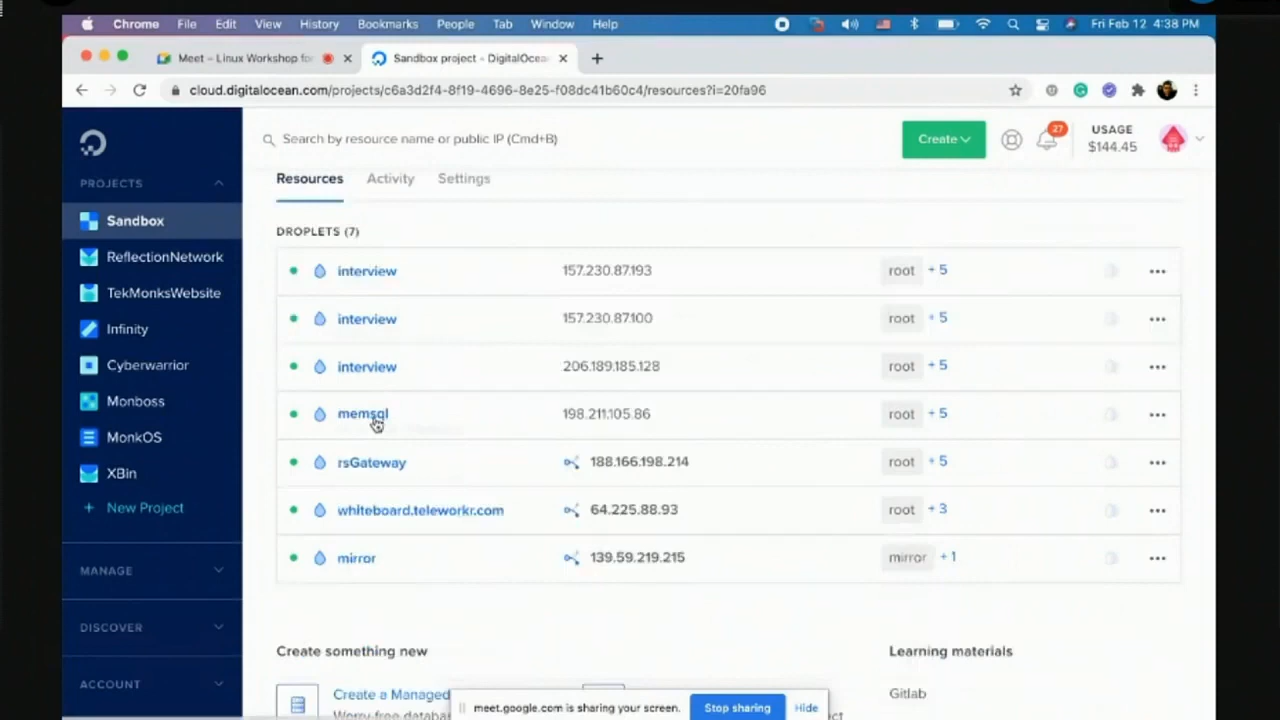 Chrome File Edit View History Bookmarks People Tab Window Help Fri Feb 12 4:38 PM
Meet – Linux Workshop for Sandbox project - DigitalOcean
cloud.digitalocean.com/projects/c6a3d2f4-8f19-4696-8e25-f08dc41b60c4/resources?i=20fa96
Search by resource name or public IP (Cmd+B) Create 27 USAGE
$144.45
PROJECTS
Sandbox
ReflectionNetwork
TekMonksWebsite
Infinity
Cyberwarrior
Monboss
MonkOS
XBin
+ New Project
MANAGE
DISCOVER
ACCOUNT
Resources Activity Settings
DROPLETS (7)
interview 157.230.87.193 root + 5
interview 157.230.87.100 root + 5
interview 206.189.185.128 root + 5
memsql 198.211.105.86 root + 5
rsGateway 188.166.198.214 root + 5
whiteboard.teleworkr.com 64.225.88.93 root + 3
mirror 139.59.219.215 mirror + 1
Create something new Learning materials
Create a Managed Gitlab
Worry-free databa
meet.google.com is sharing your screen. Stop sharing Hide